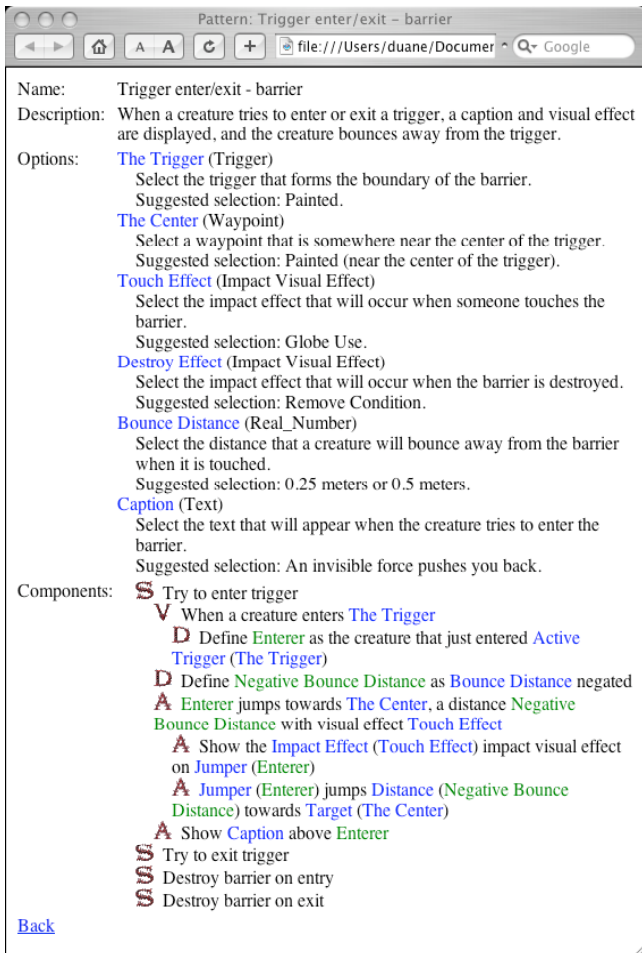 Pattern: Trigger enter/exit – barrier
A A C + file:///Users/duane/Documer Google
Name: Trigger enter/exit - barrier
Description: When a creature tries to enter or exit a trigger, a caption and visual effect
are displayed, and the creature bounces away from the trigger.
Options: The Trigger (Trigger)
Select the trigger that forms the boundary of the barrier.
Suggested selection: Painted.
The Center (Waypoint)
Select a waypoint that is somewhere near the center of the trigger.
Suggested selection: Painted (near the center of the trigger).
Touch Effect (Impact Visual Effect)
Select the impact effect that will occur when someone touches the
barrier.
Suggested selection: Globe Use.
Destroy Effect (Impact Visual Effect)
Select the impact effect that will occur when the barrier is destroyed.
Suggested selection: Remove Condition.
Bounce Distance (Real_Number)
Select the distance that a creature will bounce away from the barrier
when it is touched.
Suggested selection: 0.25 meters or 0.5 meters.
Caption (Text)
Select the text that will appear when the creature tries to enter the
barrier.
Suggested selection: An invisible force pushes you back.
Components: S Try to enter trigger
V When a creature enters The Trigger
D Define Enterer as the creature that just entered Active
Trigger (The Trigger)
D Define Negative Bounce Distance as Bounce Distance negated
A Enterer jumps towards The Center, a distance Negative
Bounce Distance with visual effect Touch Effect
A Show the Impact Effect (Touch Effect) impact visual effect
on Jumper (Enterer)
A Jumper (Enterer) jumps Distance (Negative Bounce
Distance) towards Target (The Center)
A Show Caption above Enterer
S Try to exit trigger
S Destroy barrier on entry
S Destroy barrier on exit
Back